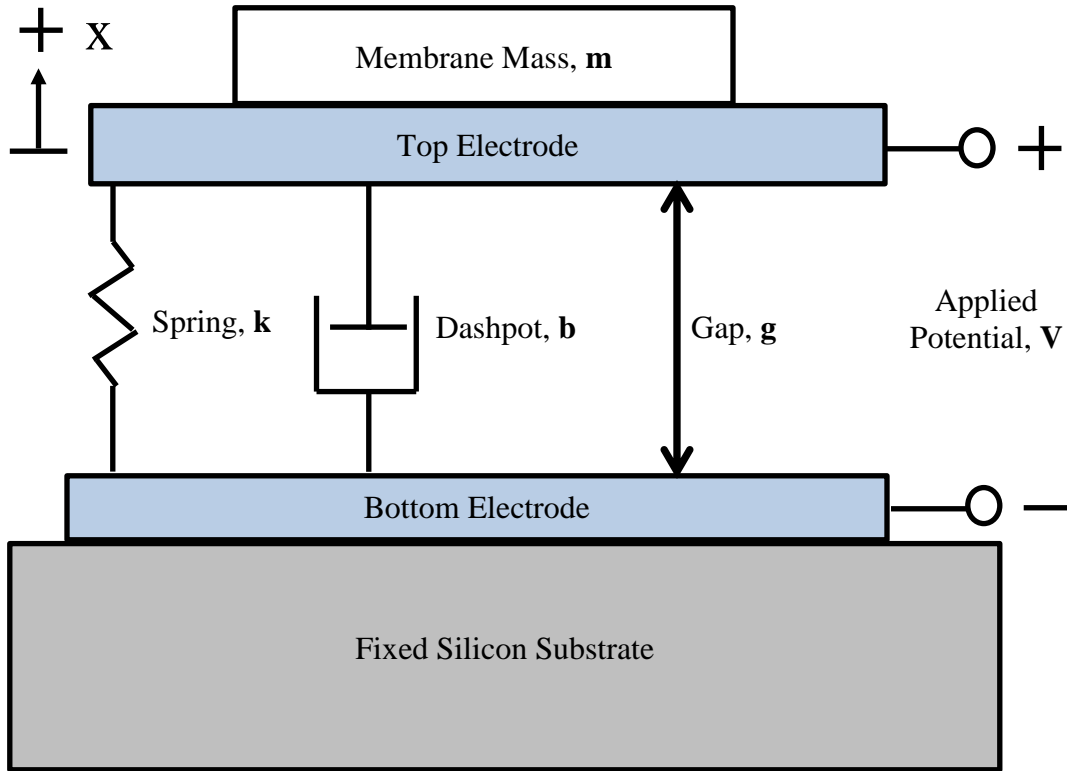 + x
Membrane Mass, m
Top Electrode
+
Spring, k
Dashpot, b
Gap, g
Applied
Potential, V
Bottom Electrode
−
Fixed Silicon Substrate